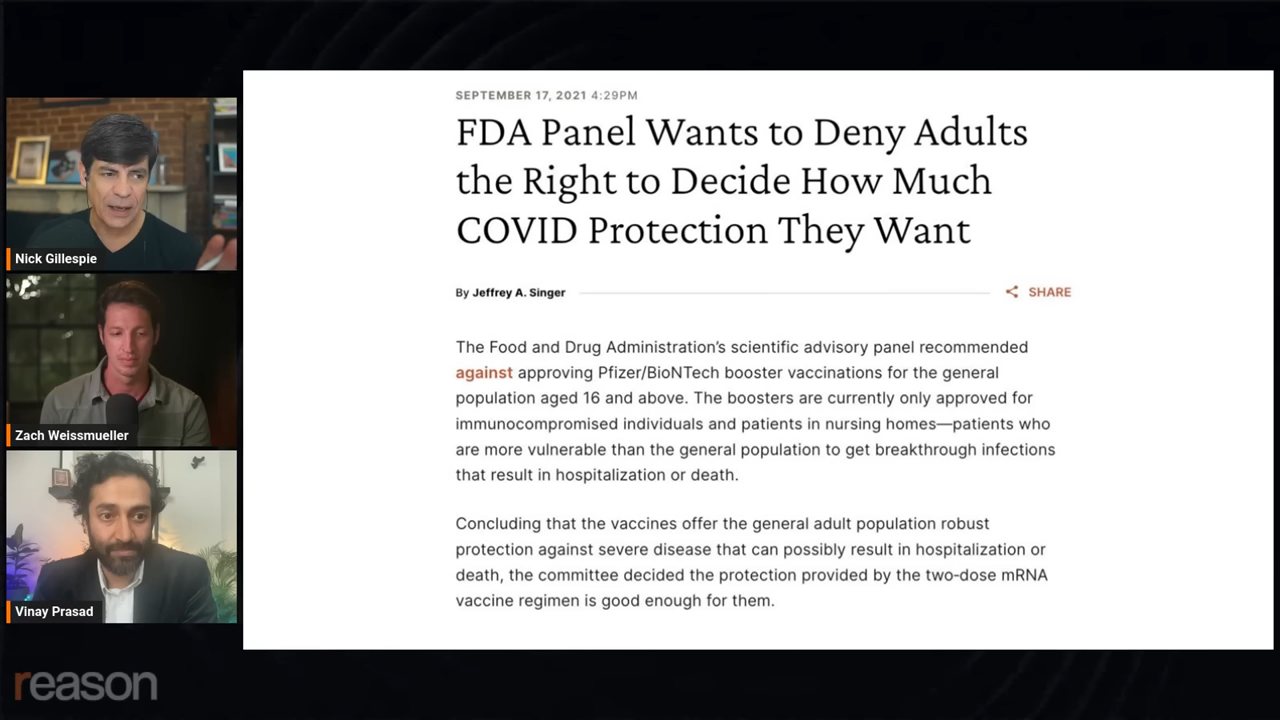 SEPTEMBER 17, 2021 4:29PM
FDA Panel Wants to Deny Adults
the Right to Decide How Much
COVID Protection They Want
By Jeffrey A. Singer
SHARE
The Food and Drug Administration’s scientific advisory panel recommended
against approving Pfizer/BioNTech booster vaccinations for the general
population aged 16 and above. The boosters are currently only approved for
immunocompromised individuals and patients in nursing homes—patients who
are more vulnerable than the general population to get breakthrough infections
that result in hospitalization or death.
Concluding that the vaccines offer the general adult population robust
protection against severe disease that can possibly result in hospitalization or
death, the committee decided the protection provided by the two-dose mRNA
vaccine regimen is good enough for them.
Nick Gillespie
Zach Weissmueller
Vinay Prasad
reason